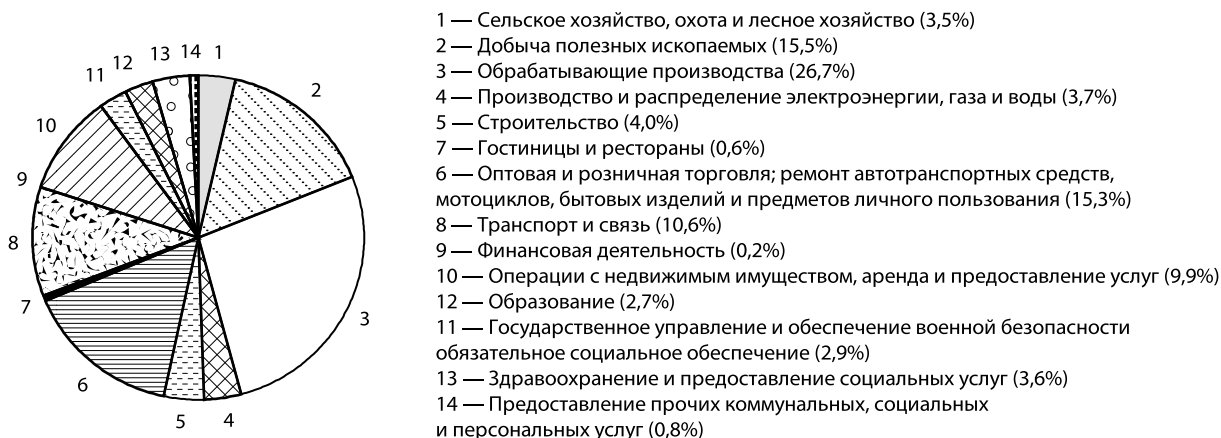 1 — Сельское хозяйство, охота и лесное хозяйство (3,5%)
2 — Добыча полезных ископаемых (15,5%)
3 — Обрабатывающие производства (26,7%)
4 — Производство и распределение электроэнергии, газа и воды (3,7%)
5 — Строительство (4,0%)
7 — Гостиницы и рестораны (0,6%)
6 — Оптовая и розничная торговля; ремонт автотранспортных средств,
мотоциклов, бытовых изделий и предметов личного пользования (15,3%)
8 — Транспорт и связь (10,6%)
9 — Финансовая деятельность (0,2%)
10 — Операции с недвижимым имуществом, аренда и предоставление услуг (9,9%)
12 — Образование (2,7%)
11 — Государственное управление и обеспечение военной безопасности
обязательное социальное обеспечение (2,9%)
13 — Здравоохранение и предоставление социальных услуг (3,6%)
14 — Предоставление прочих коммунальных, социальных
и персональных услуг (0,8%)
1
2
3
4
5
6
7
8
9
10
11
12
13
14